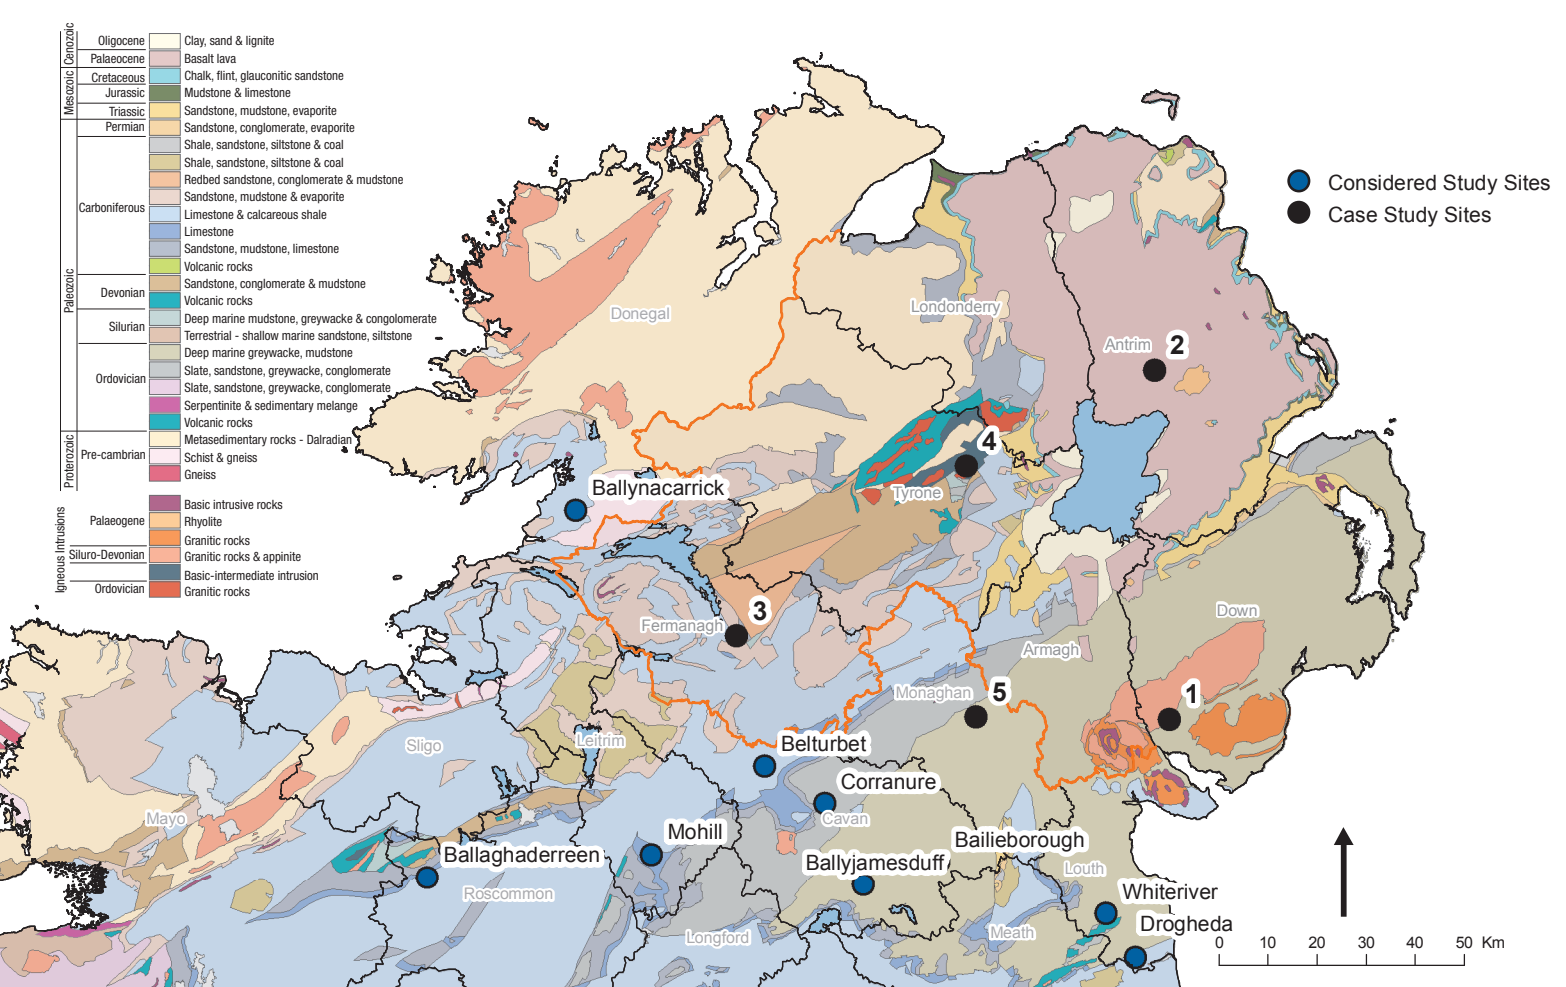 Cenozoic
Oligocene Clay, sand & lignite
Palaeocene Basalt lava
Mesozoic
Cretaceous Chalk, flint, glauconitic sandstone
Jurassic Mudstone & limestone
Triassic Sandstone, mudstone, evaporite
Paleozoic
Permian Sandstone, conglomerate, evaporite
Shale, sandstone, siltstone & coal
Shale, sandstone, siltstone & coal
Redbed sandstone, conglomerate & mudstone
Sandstone, mudstone & evaporite
Carboniferous
Limestone & calcareous shale
Limestone
Sandstone, mudstone, limestone
Volcanic rocks
Sandstone, conglomerate & mudstone
Devonian
Volcanic rocks
Deep marine mudstone, greywacke & congolomerate
Silurian
Terrestrial - shallow marine sandstone, siltstone
Deep marine greywacke, mudstone
Slate, sandstone, greywacke, conglomerate
Ordovician
Slate, sandstone, greywacke, conglomerate
Serpentinite & sedimentary melange
Volcanic rocks
Proterozoic
Metasedimentary rocks - Dalradian
Pre-cambrian Schist & gneiss
Gneiss
Igneous Intrusions
Basic intrusive rocks
Palaeogene Rhyolite
Granitic rocks
Siluro-Devonian Granitic rocks & appinite
Basic-intermediate intrusion
Ordovician Granitic rocks
Considered Study Sites
Case Study Sites
Donegal
Londonderry
Antrim
2
4
Tyrone
Ballynacarrick
3
Fermanagh
Down
Armagh
Monaghan
5
1
Sligo
Leitrim
Belturbet
Corranure
Cavan
Mayo
Mohill
Bailieborough
Ballaghaderreen
Ballyjamesduff
Louth
Roscommon
Whiteriver
Drogheda
Longford
Meath
0 10 20 30 40 50 Km